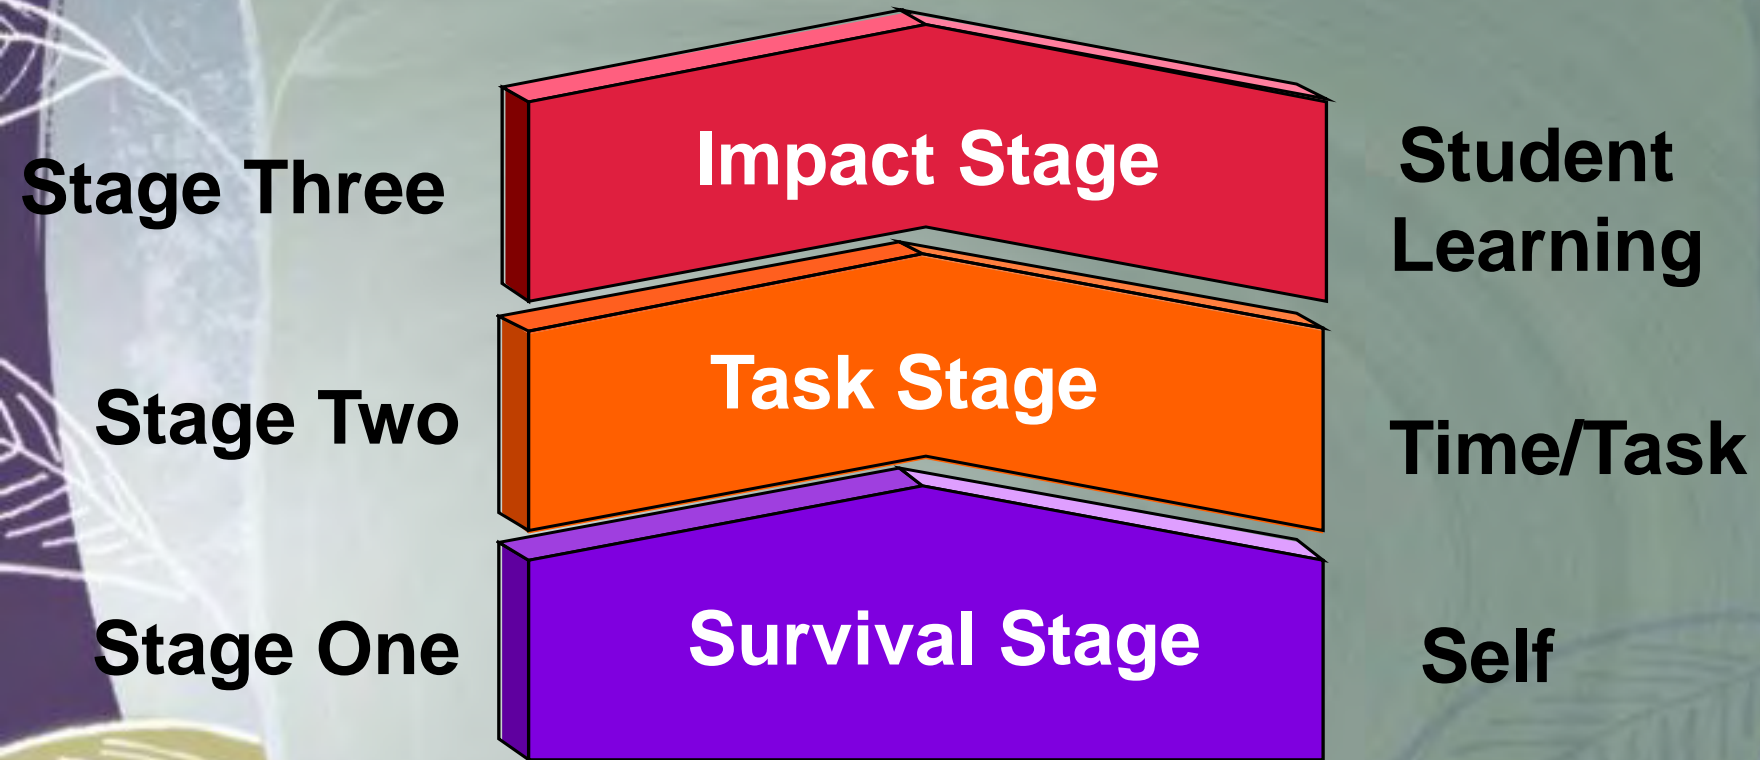 Stage Three
Impact Stage
Student
Learning
Stage Two
Task Stage
Time/Task
Stage One
Survival Stage
Self